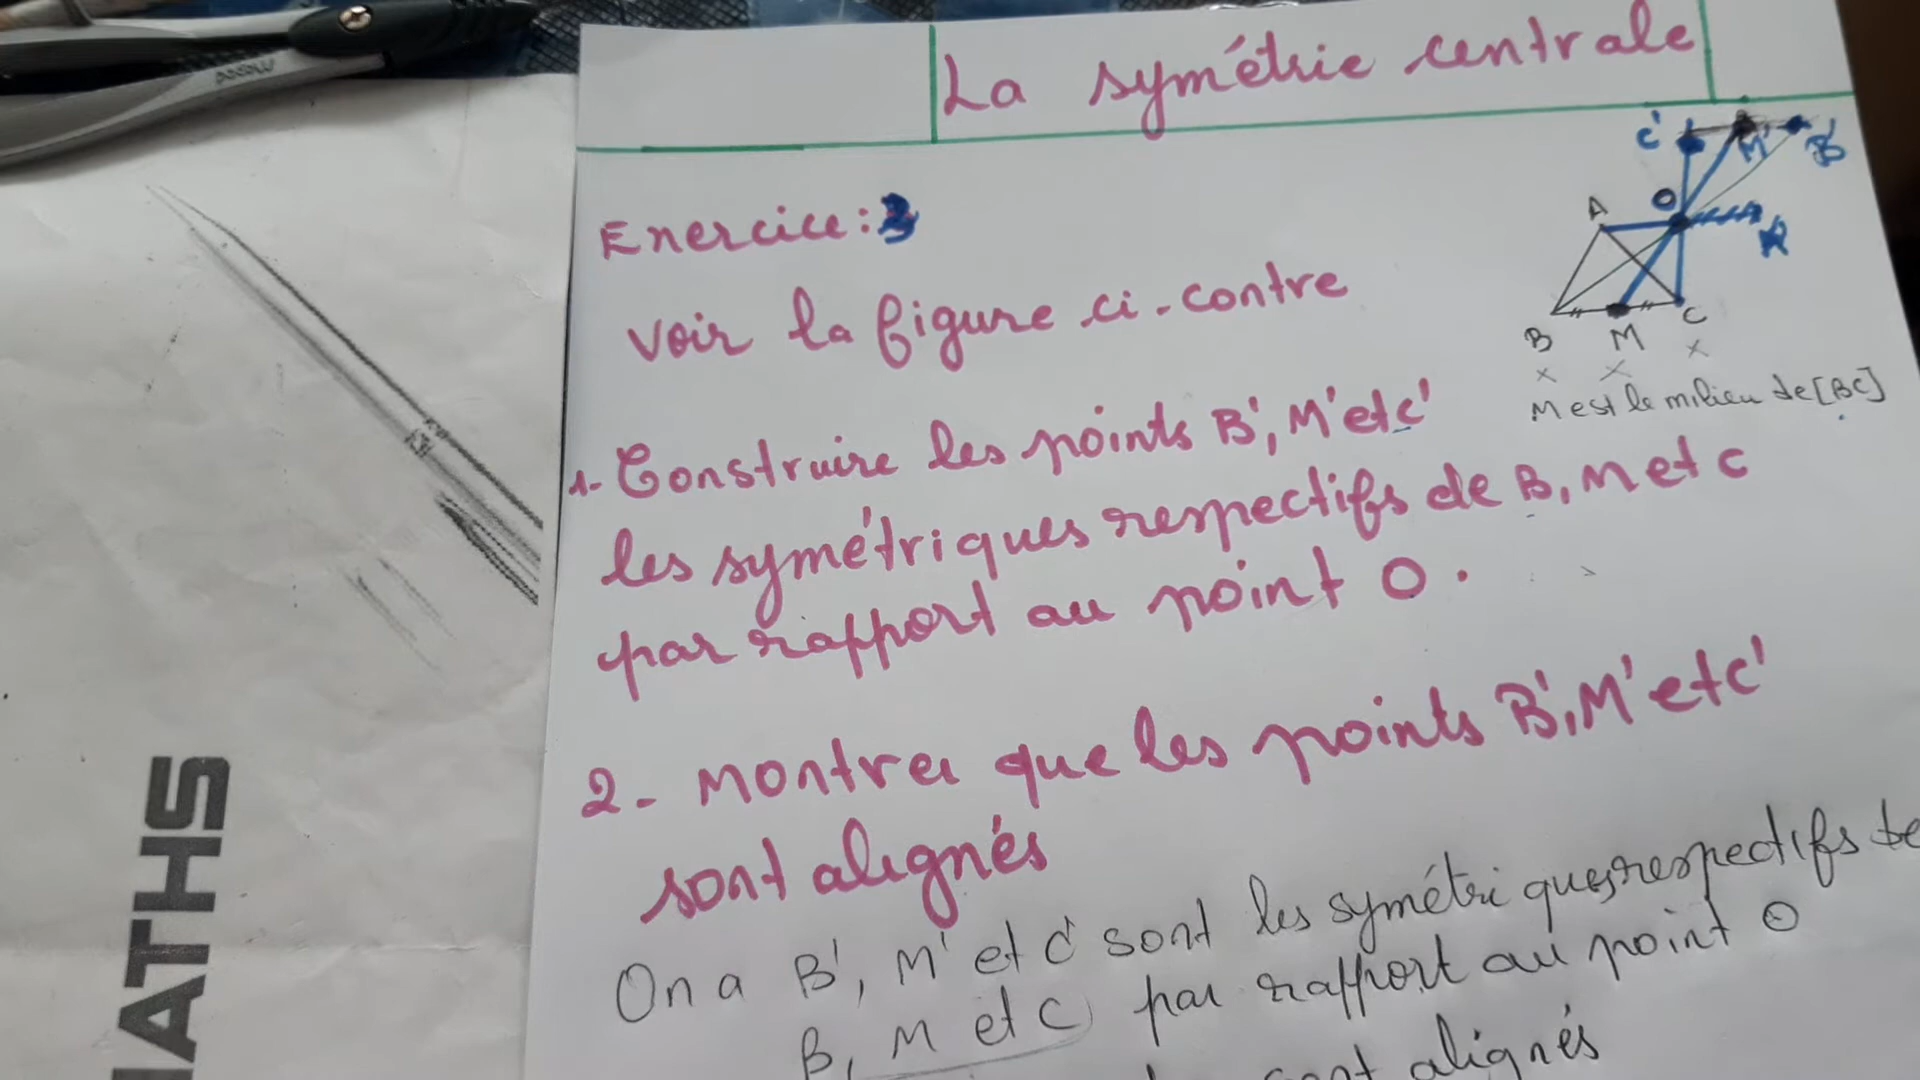 La symétrie centrale
Exercice: 3
voir la figure ci-contre
C' M' B'
O
A
B M C
M est le milieu de [BC]
1- Construire les points B', M' et C'
les symétriques respectifs de B, M et C
par rapport au point O.
2- Montrer que les points B', M' et C'
sont alignés
On a B', M' et C' sont les symétriques respectifs de
B, M et C par rapport au point O
sont alignés
MATHS